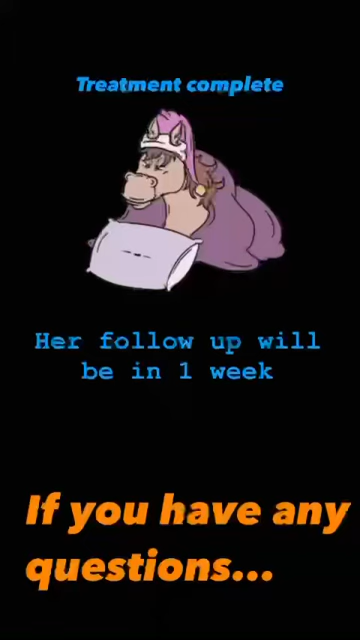 Treatment complete
Her follow up will
be in 1 week
If you have any
questions...